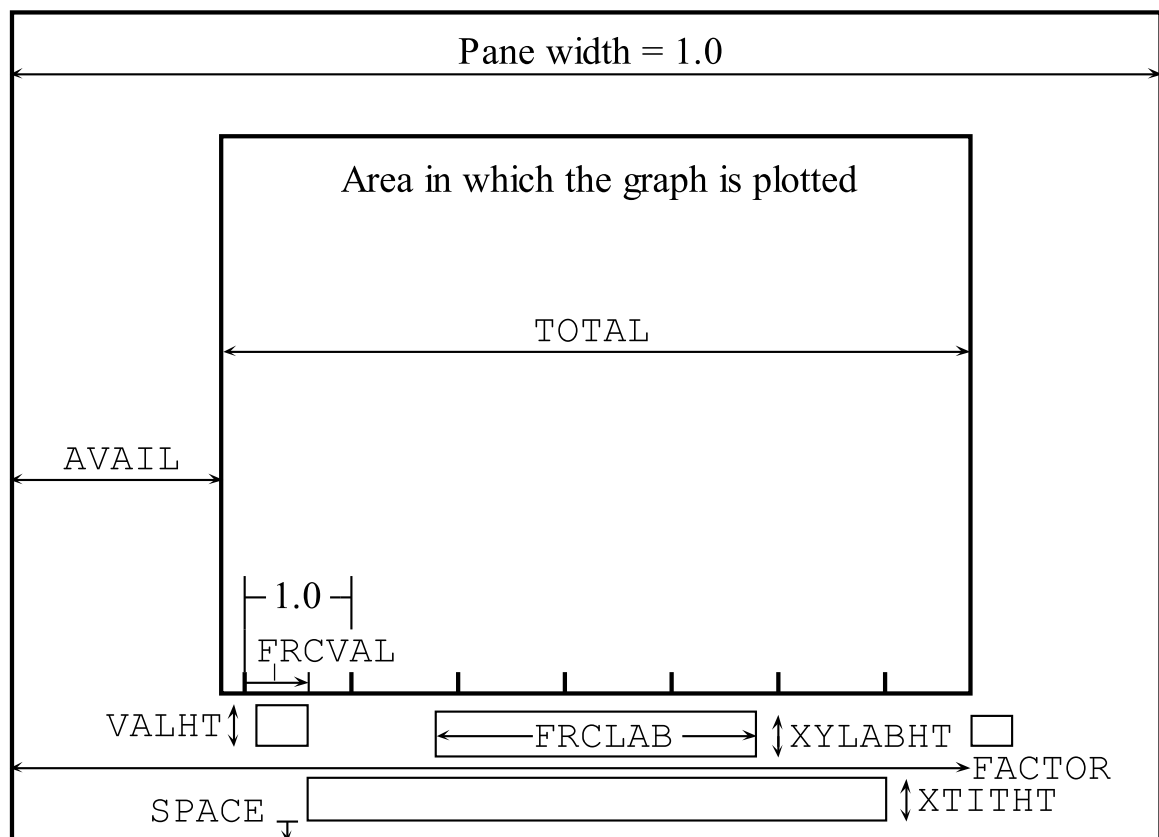 Pane width = 1.0
Area in which the graph is plotted
TOTAL
AVAIL
1.0
FRCVAL
VALHT
FRCLAB
XYLABHT
FACTOR
XTITHT
SPACE